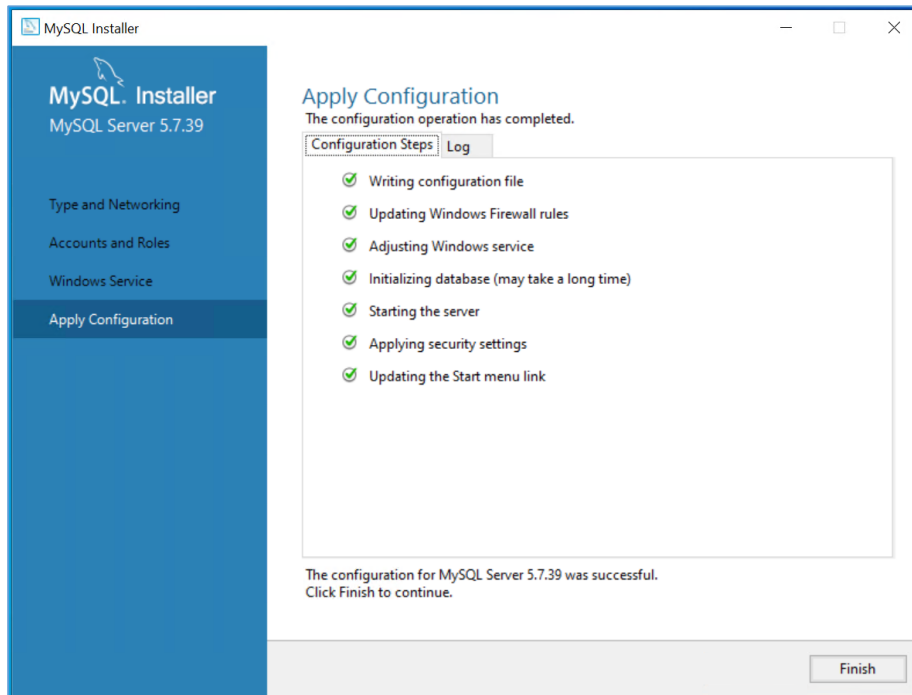 MySQL Installer
MySQL. Installer
MySQL Server 5.7.39
Type and Networking
Accounts and Roles
Windows Service
Apply Configuration
Apply Configuration
The configuration operation has completed.
Configuration Steps
Log
Writing configuration file
Updating Windows Firewall rules
Adjusting Windows service
Initializing database (may take a long time)
Starting the server
Applying security settings
Updating the Start menu link
The configuration for MySQL Server 5.7.39 was successful.
Click Finish to continue.
Finish